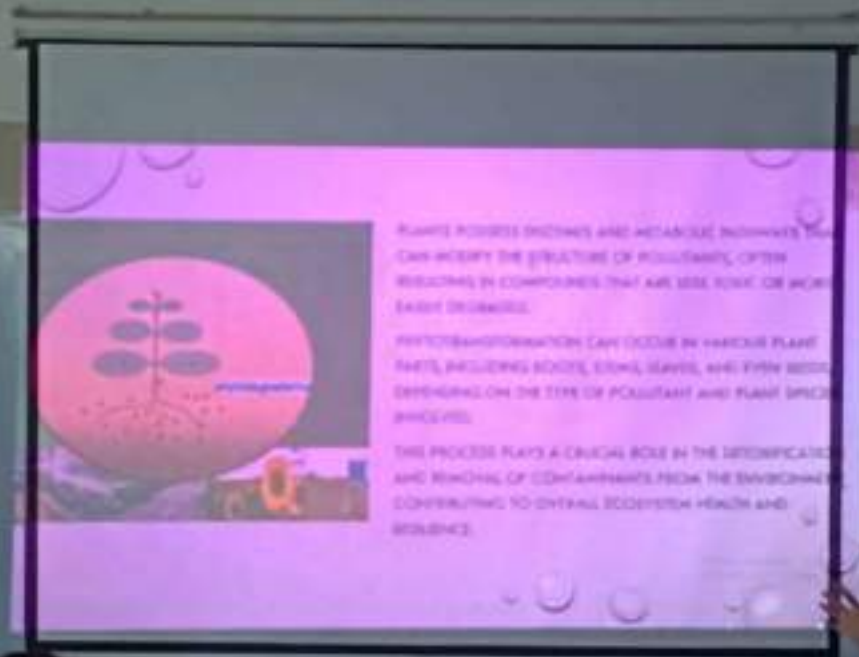 PLANTS POSSESS ENZYMES AND METABOLIC PATHWAYS
CAN MODIFY THE STRUCTURE OF POLLUTANTS, OFTEN
RESULTING IN COMPOUNDS THAT ARE LESS TOXIC OR MORE
EASILY DEGRADED.
PHYTOTRANSFORMATION CAN OCCUR IN VARIOUS PLANT
PARTS, INCLUDING ROOTS, STEMS, LEAVES, AND EVEN SEEDS,
DEPENDING ON THE TYPE OF POLLUTANT AND PLANT SPECIES
INVOLVED.
THIS PROCESS PLAYS A CRUCIAL ROLE IN THE DETOXIFICATION
AND REMOVAL OF CONTAMINANTS FROM THE ENVIRONMENT,
CONTRIBUTING TO OVERALL ECOSYSTEM HEALTH AND
RESILIENCE.